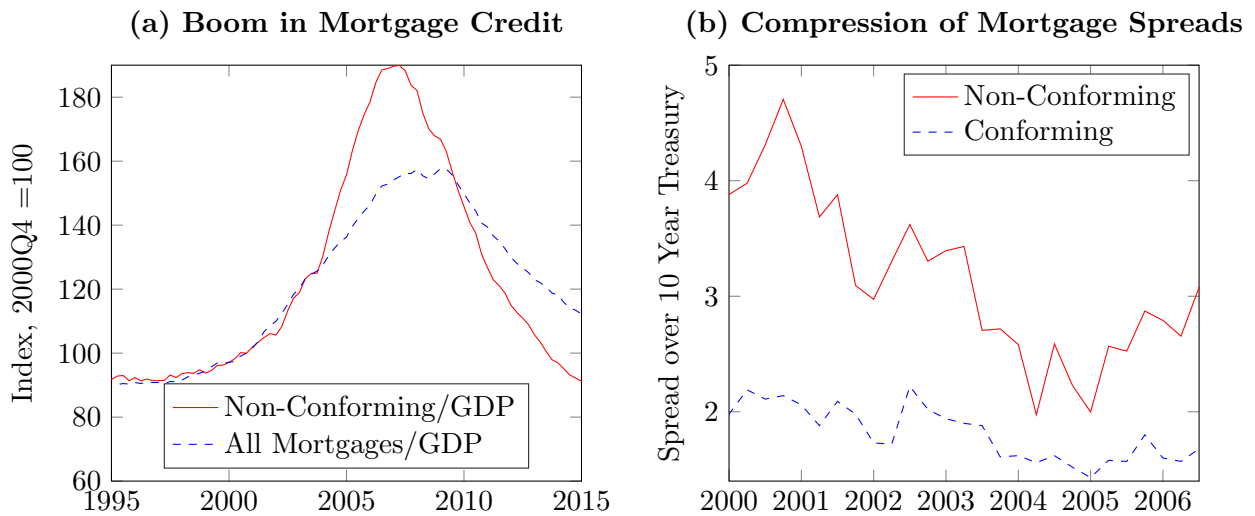 (a) Boom in Mortgage Credit
Index, 2000Q4 =100
180
160
140
120
100
80
60
1995
2000
2005
2010
2015
Non-Conforming/GDP
All Mortgages/GDP
(b) Compression of Mortgage Spreads
Spread over 10 Year Treasury
5
4
3
2
2000
2001
2002
2003
2004
2005
2006
Non-Conforming
Conforming